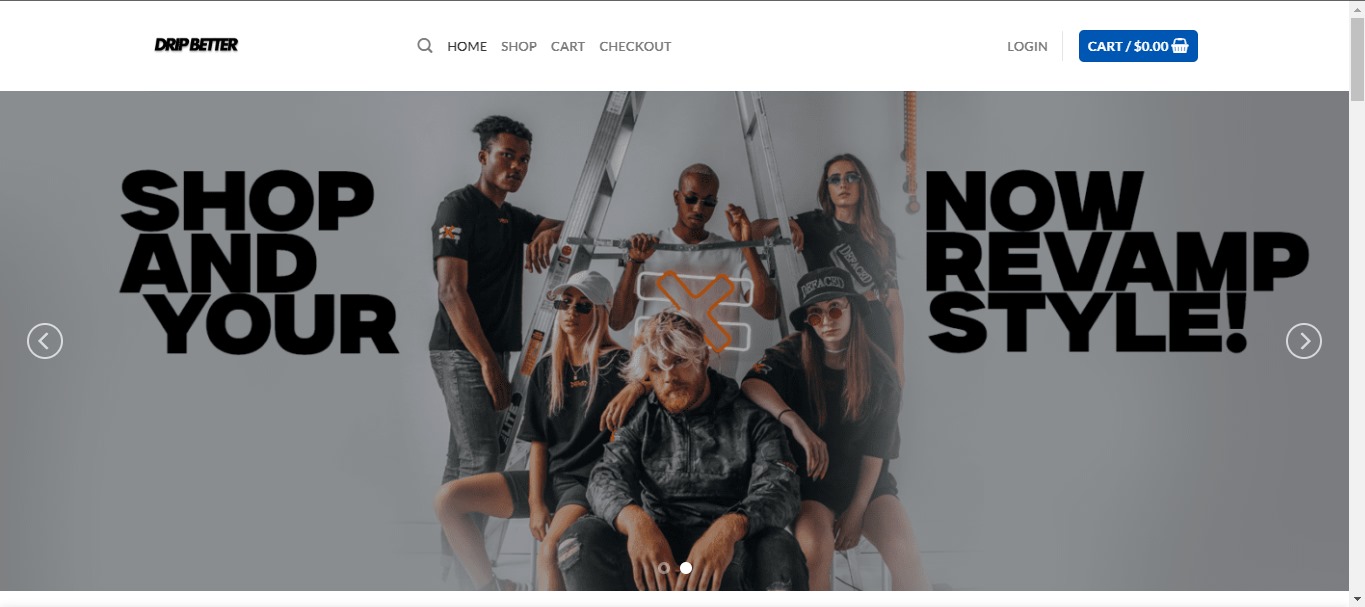 DRIP BETTER
HOME SHOP CART CHECKOUT
LOGIN
CART / $0.00
SHOP
AND
YOUR
NOW
REVAMP
STYLE!
DEFACED
DEFACED